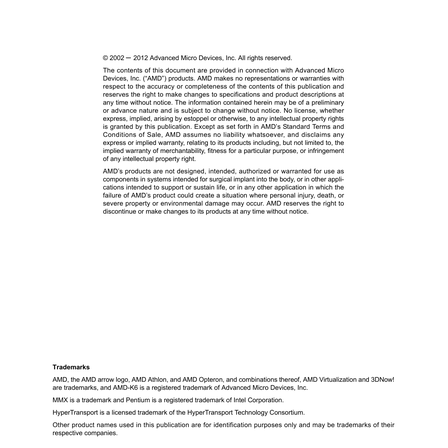 © 2002 – 2012 Advanced Micro Devices, Inc. All rights reserved.
The contents of this document are provided in connection with Advanced Micro
Devices, Inc. (“AMD”) products. AMD makes no representations or warranties with
respect to the accuracy or completeness of the contents of this publication and
reserves the right to make changes to specifications and product descriptions at
any time without notice. The information contained herein may be of a preliminary
or advance nature and is subject to change without notice. No license, whether
express, implied, arising by estoppel or otherwise, to any intellectual property rights
is granted by this publication. Except as set forth in AMD’s Standard Terms and
Conditions of Sale, AMD assumes no liability whatsoever, and disclaims any
express or implied warranty, relating to its products including, but not limited to, the
implied warranty of merchantability, fitness for a particular purpose, or infringement
of any intellectual property right.
AMD’s products are not designed, intended, authorized or warranted for use as
components in systems intended for surgical implant into the body, or in other appli-
cations intended to support or sustain life, or in any other application in which the
failure of AMD’s product could create a situation where personal injury, death, or
severe property or environmental damage may occur. AMD reserves the right to
discontinue or make changes to its products at any time without notice.
Trademarks
AMD, the AMD arrow logo, AMD Athlon, and AMD Opteron, and combinations thereof, AMD Virtualization and 3DNow!
are trademarks, and AMD-K6 is a registered trademark of Advanced Micro Devices, Inc.
MMX is a trademark and Pentium is a registered trademark of Intel Corporation.
HyperTransport is a licensed trademark of the HyperTransport Technology Consortium.
Other product names used in this publication are for identification purposes only and may be trademarks of their
respective companies.